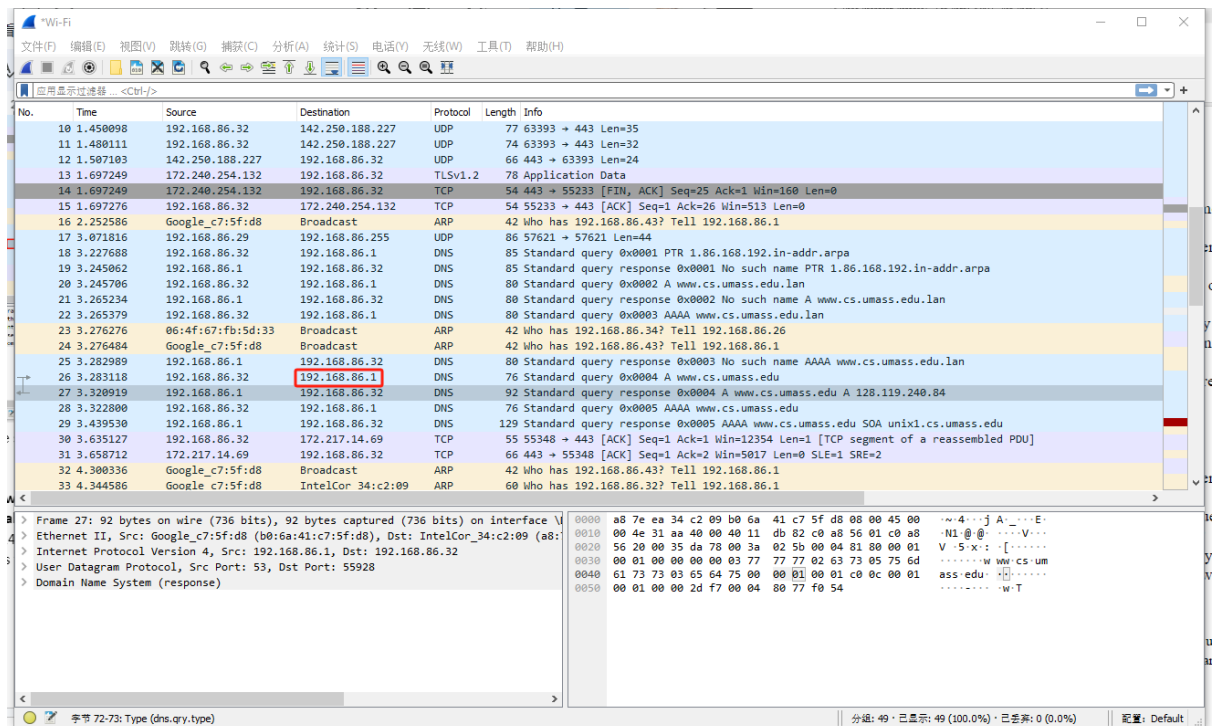 *Wi-Fi
文件(F) 编辑(E) 视图(V) 跳转(G) 捕获(C) 分析(A) 统计(S) 电话(Y) 无线(W) 工具(T) 帮助(H)
应用显示过滤器 … <Ctrl-/>
No. Time Source Destination Protocol Length Info
10 1.450098 192.168.86.32 142.250.188.227 UDP 77 63393 → 443 Len=35
11 1.480111 192.168.86.32 142.250.188.227 UDP 74 63393 → 443 Len=32
12 1.507103 142.250.188.227 192.168.86.32 UDP 66 443 → 63393 Len=24
13 1.697249 172.240.254.132 192.168.86.32 TLSv1.2 78 Application Data
14 1.697249 172.240.254.132 192.168.86.32 TCP 54 443 → 55233 [FIN, ACK] Seq=25 Ack=1 Win=160 Len=0
15 1.697276 192.168.86.32 172.240.254.132 TCP 54 55233 → 443 [ACK] Seq=1 Ack=26 Win=513 Len=0
16 2.252586 Google_c7:5f:d8 Broadcast ARP 42 Who has 192.168.86.43? Tell 192.168.86.1
17 3.071816 192.168.86.29 192.168.86.255 UDP 86 57621 → 57621 Len=44
18 3.227688 192.168.86.32 192.168.86.1 DNS 85 Standard query 0x0001 PTR 1.86.168.192.in-addr.arpa
19 3.245062 192.168.86.1 192.168.86.32 DNS 85 Standard query response 0x0001 No such name PTR 1.86.168.192.in-addr.arpa
20 3.245706 192.168.86.32 192.168.86.1 DNS 80 Standard query 0x0002 A www.cs.umass.edu.lan
21 3.265234 192.168.86.1 192.168.86.32 DNS 80 Standard query response 0x0002 No such name A www.cs.umass.edu.lan
22 3.265379 192.168.86.32 192.168.86.1 DNS 80 Standard query 0x0003 AAAA www.cs.umass.edu.lan
23 3.276276 06:4f:67:fb:5d:33 Broadcast ARP 42 Who has 192.168.86.34? Tell 192.168.86.26
24 3.276484 Google_c7:5f:d8 Broadcast ARP 42 Who has 192.168.86.34? Tell 192.168.86.1
25 3.282989 192.168.86.1 192.168.86.32 DNS 80 Standard query response 0x0003 No such name AAAA www.cs.umass.edu.lan
26 3.283118 192.168.86.32 192.168.86.1 DNS 76 Standard query 0x0004 A www.cs.umass.edu
27 3.320919 192.168.86.1 192.168.86.32 DNS 92 Standard query response 0x0004 A www.cs.umass.edu A 128.119.240.84
28 3.322800 192.168.86.32 192.168.86.1 DNS 76 Standard query 0x0005 AAAA www.cs.umass.edu
29 3.439530 192.168.86.1 192.168.86.32 DNS 129 Standard query response 0x0005 AAAA www.cs.umass.edu SOA unix1.cs.umass.edu
30 3.635127 192.168.86.32 172.217.14.69 TCP 55 55348 → 443 [ACK] Seq=1 Ack=1 Win=12354 Len=1 [TCP segment of a reassembled PDU]
31 3.658712 172.217.14.69 192.168.86.32 TCP 66 443 → 55348 [ACK] Seq=1 Ack=2 Win=5017 Len=0 SLE=1 SRE=2
32 4.300336 Google_c7:5f:d8 Broadcast ARP 42 Who has 192.168.86.43? Tell 192.168.86.1
33 4.344586 Google_c7:5f:d8 IntelCor_34:c2:09 ARP 60 Who has 192.168.86.32? Tell 192.168.86.1
Frame 27: 92 bytes on wire (736 bits), 92 bytes captured (736 bits) on interface \
Ethernet II, Src: Google_c7:5f:d8 (b0:6a:41:c7:5f:d8), Dst: IntelCor_34:c2:09 (a8:
Internet Protocol Version 4, Src: 192.168.86.1, Dst: 192.168.86.32
User Datagram Protocol, Src Port: 53, Dst Port: 55928
Domain Name System (response)
0000 a8 7e ea 34 c2 09 b0 6a 41 c7 5f d8 08 00 45 00 ·~·4···j A·_···E·
0010 00 4e 31 aa 40 00 40 11 db 82 c0 a8 56 01 c0 a8 ·N1·@·@· ····V···
0020 56 20 00 35 da 78 00 3a 02 5b 00 04 81 80 00 01 V ·5·x·: ·[······
0030 00 01 00 00 00 00 03 77 77 77 02 63 73 05 75 6d ·······w ww·cs·um
0040 61 73 73 03 65 64 75 00 00 01 00 01 c0 0c 00 01 ass·edu· ········
0050 00 01 00 00 2d f7 00 04 80 77 f0 54 ····-··· ·w·T
字节 72-73: Type (dns.qry.type)
分组: 49 · 已显示: 49 (100.0%) · 已丢弃: 0 (0.0%)
配置: Default